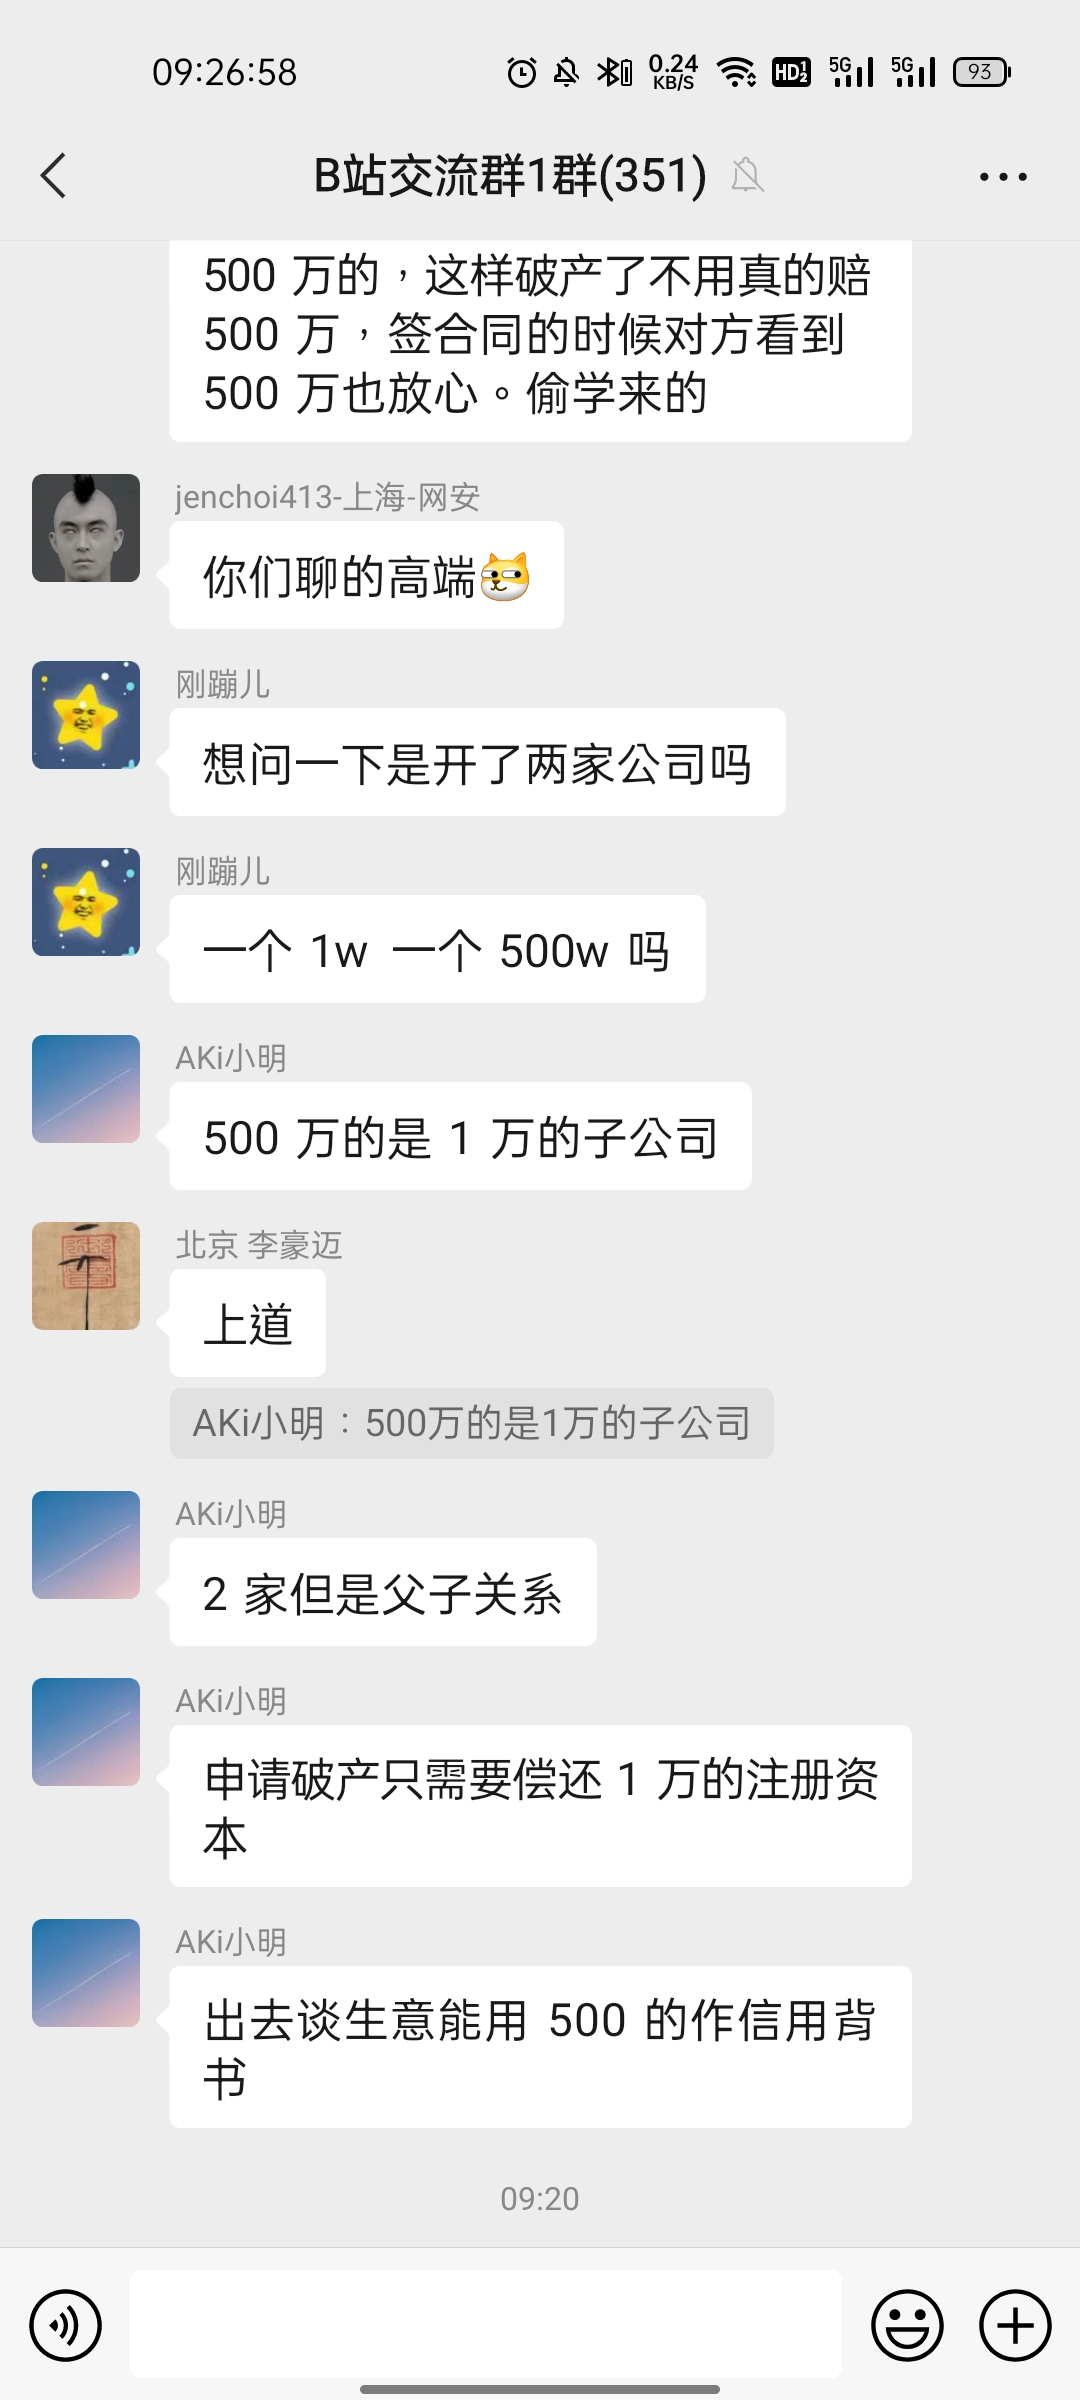 09:26:58
0.24
KB/S
HD 1 2
5G
5G
93
B站交流群1群(351)
500 万的，这样破产了不用真的赔
500 万，签合同的时候对方看到
500 万也放心。偷学来的
jenchoi413-上海-网安
你们聊的高端
刚蹦儿
想问一下是开了两家公司吗
刚蹦儿
一个 1w 一个 500w 吗
AKi小明
500 万的是 1 万的子公司
北京 李豪迈
上道
AKi小明：500万的是1万的子公司
AKi小明
2 家但是父子关系
AKi小明
申请破产只需要偿还 1 万的注册资
本
AKi小明
出去谈生意能用 500 的作信用背
书
09:20